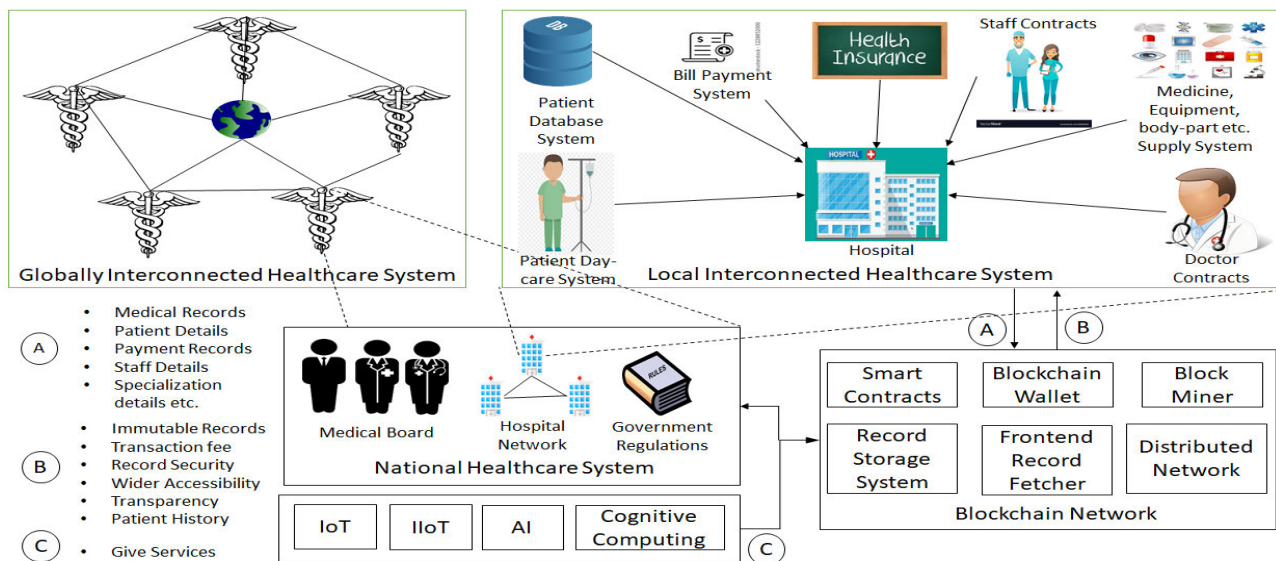 Globally Interconnected Healthcare System
DB
Patient
Database
System
Bill Payment
System
Health
Insurance
Staff Contracts
Medicine,
Equipment,
body-part etc.
Supply System
HOSPITAL
Hospital
Patient Day-
care System
Doctor
Contracts
Local Interconnected Healthcare System
A
• Medical Records
• Patient Details
• Payment Records
• Staff Details
• Specialization
details etc.
B
• Immutable Records
• Transaction fee
• Record Security
• Wider Accessibility
• Transparency
• Patient History
C
• Give Services
Medical Board
Hospital
Network
RULES
Government
Regulations
National Healthcare System
IoT
IIoT
AI
Cognitive
Computing
C
A
B
Smart
Contracts
Blockchain
Wallet
Block
Miner
Record
Storage
System
Frontend
Record
Fetcher
Distributed
Network
Blockchain Network